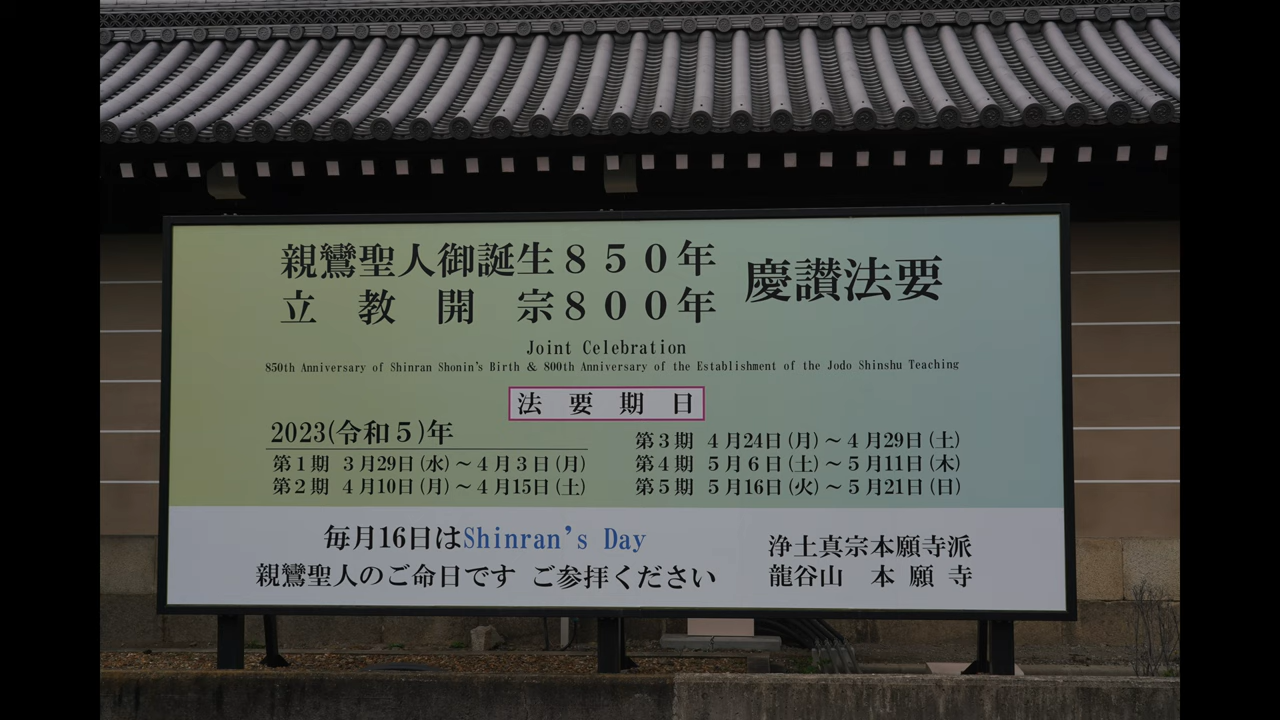 親鸞聖人御誕生８５０年
立教開宗８００年
慶讃法要
Joint Celebration
850th Anniversary of Shinran Shonin's Birth & 800th Anniversary of the Establishment of the Jodo Shinshu Teaching
法要期日
2023(令和５)年
第１期 ３月29日(水)～４月３日(月)
第２期 ４月10日(月)～４月15日(土)
第３期 ４月24日(月)～４月29日(土)
第４期 ５月６日(土)～５月11日(木)
第５期 ５月16日(火)～５月21日(日)
毎月16日はShinran's Day
親鸞聖人のご命日です ご参拝ください
浄土真宗本願寺派
龍谷山 本願寺